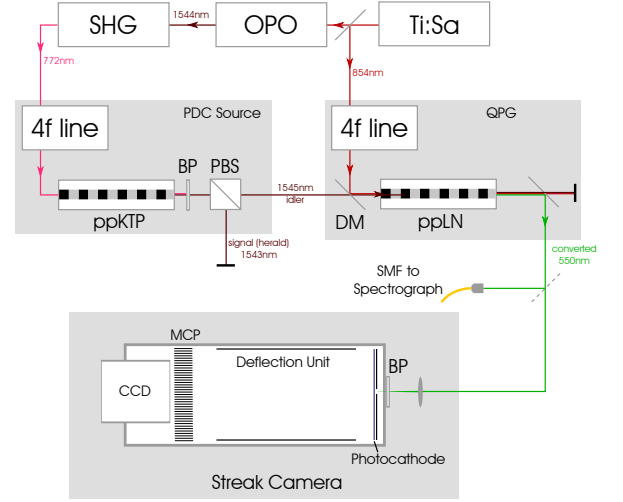 SHG
1544nm
OPO
Ti:Sa
772nm
854nm
PDC Source
QPG
4f line
4f line
BP
PBS
1545nm
idler
ppKTP
DM
ppLN
signal (herald)
1543nm
converted
550nm
SMF to
Spectrograph
MCP
Deflection Unit
BP
CCD
Photocathode
Streak Camera